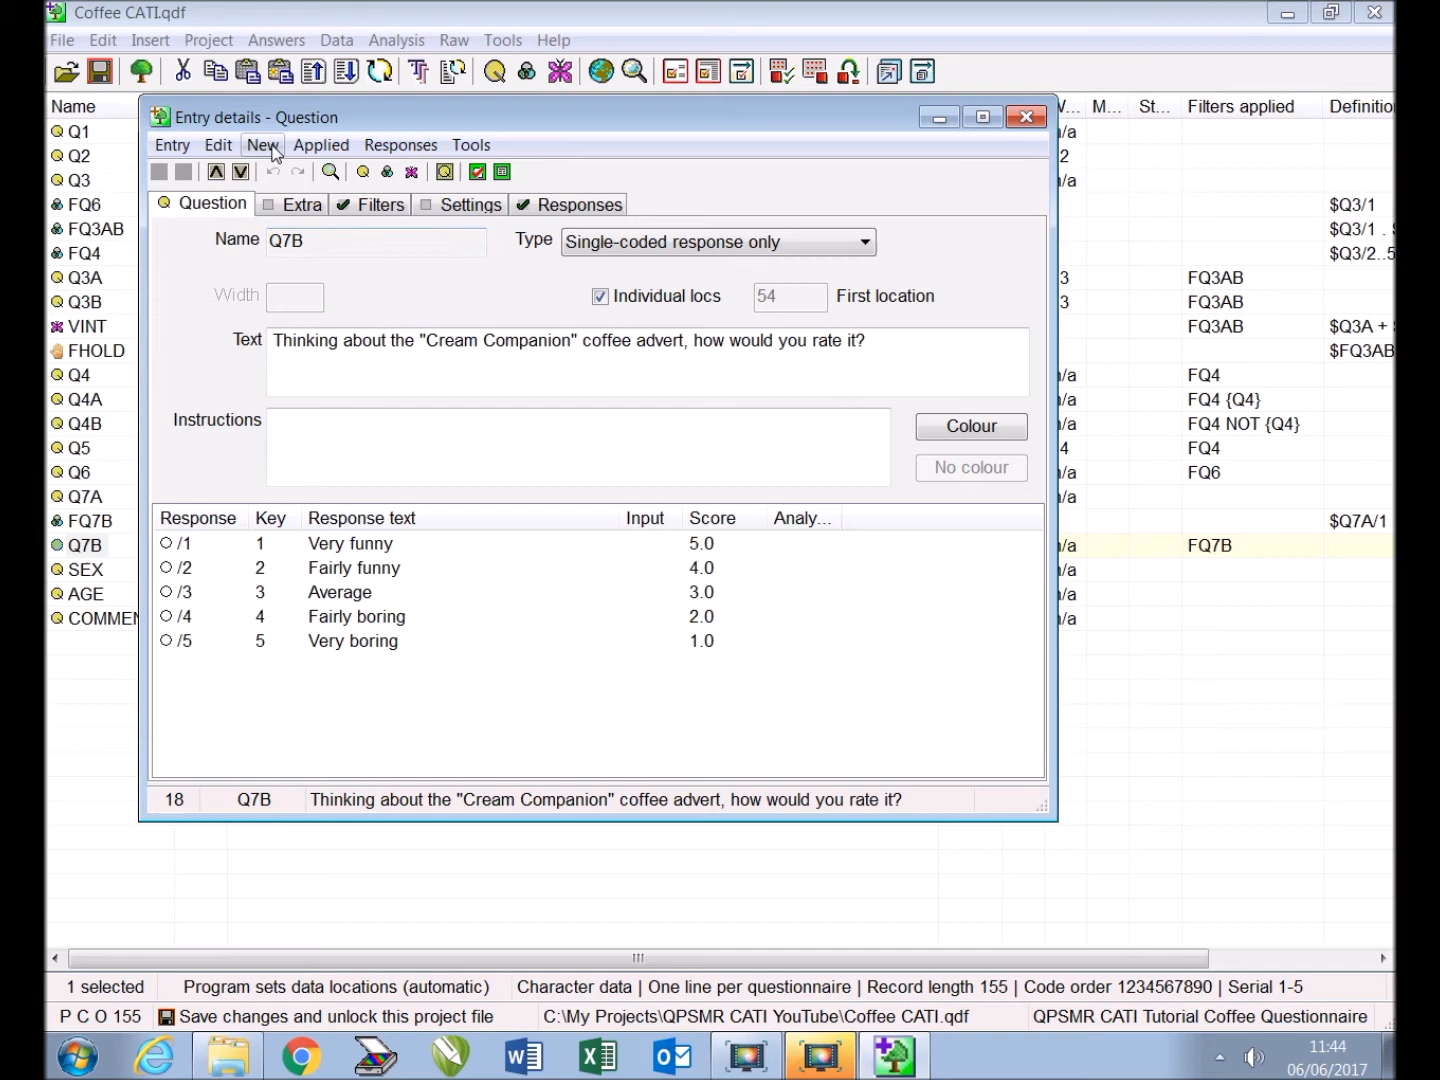 Coffee CATI.qdf
File Edit Insert Project Answers Data Analysis Raw Tools Help
Name M... St... Filters applied
Entry details - Question
Entry Edit New Applied Responses Tools
Question Extra Filters Settings Responses
Name Q7B Type Single-coded response only
Width Individual locs 54 First location
Text Thinking about the "Cream Companion" coffee advert, how would you rate it?
Instructions
Colour
No colour
Response Key Response text Input Score Analy...
/1 1 Very funny 5.0
/2 2 Fairly funny 4.0
/3 3 Average 3.0
/4 4 Fairly boring 2.0
/5 5 Very boring 1.0
18 Q7B Thinking about the "Cream Companion" coffee advert, how would you rate it?
Q1
Q2
Q3
FQ6 $Q3/1
FQ3AB $Q3/1 .
FQ4 $Q3/2..5
Q3A 3 FQ3AB
Q3B 3 FQ3AB
VINT FQ3AB $Q3A +
FHOLD $FQ3AB
Q4 FQ4
Q4A FQ4 {Q4}
Q4B FQ4 NOT {Q4}
Q5 4 FQ4
Q6 FQ6
Q7A
FQ7B $Q7A/1
Q7B FQ7B
SEX
AGE
1 selected Program sets data locations (automatic) Character data | One line per questionnaire | Record length 155 | Code order 1234567890 | Serial 1-5
P C O 155 Save changes and unlock this project file C:\My Projects\QPSMR CATI YouTube\Coffee CATI.qdf QPSMR CATI Tutorial Coffee Questionnaire
11:44
06/06/2017